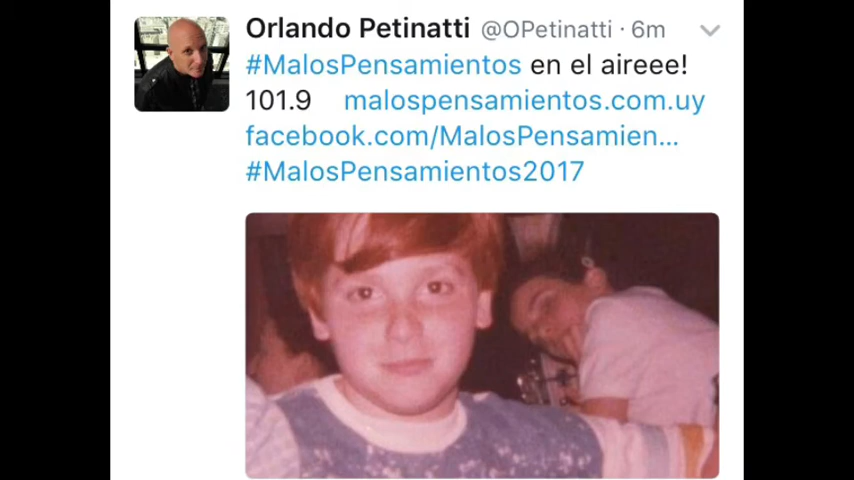 Orlando Petinatti @OPetinatti · 6m
#MalosPensamientos en el aireee!
101.9 malospensamientos.com.uy
facebook.com/MalosPensamien...
#MalosPensamientos2017